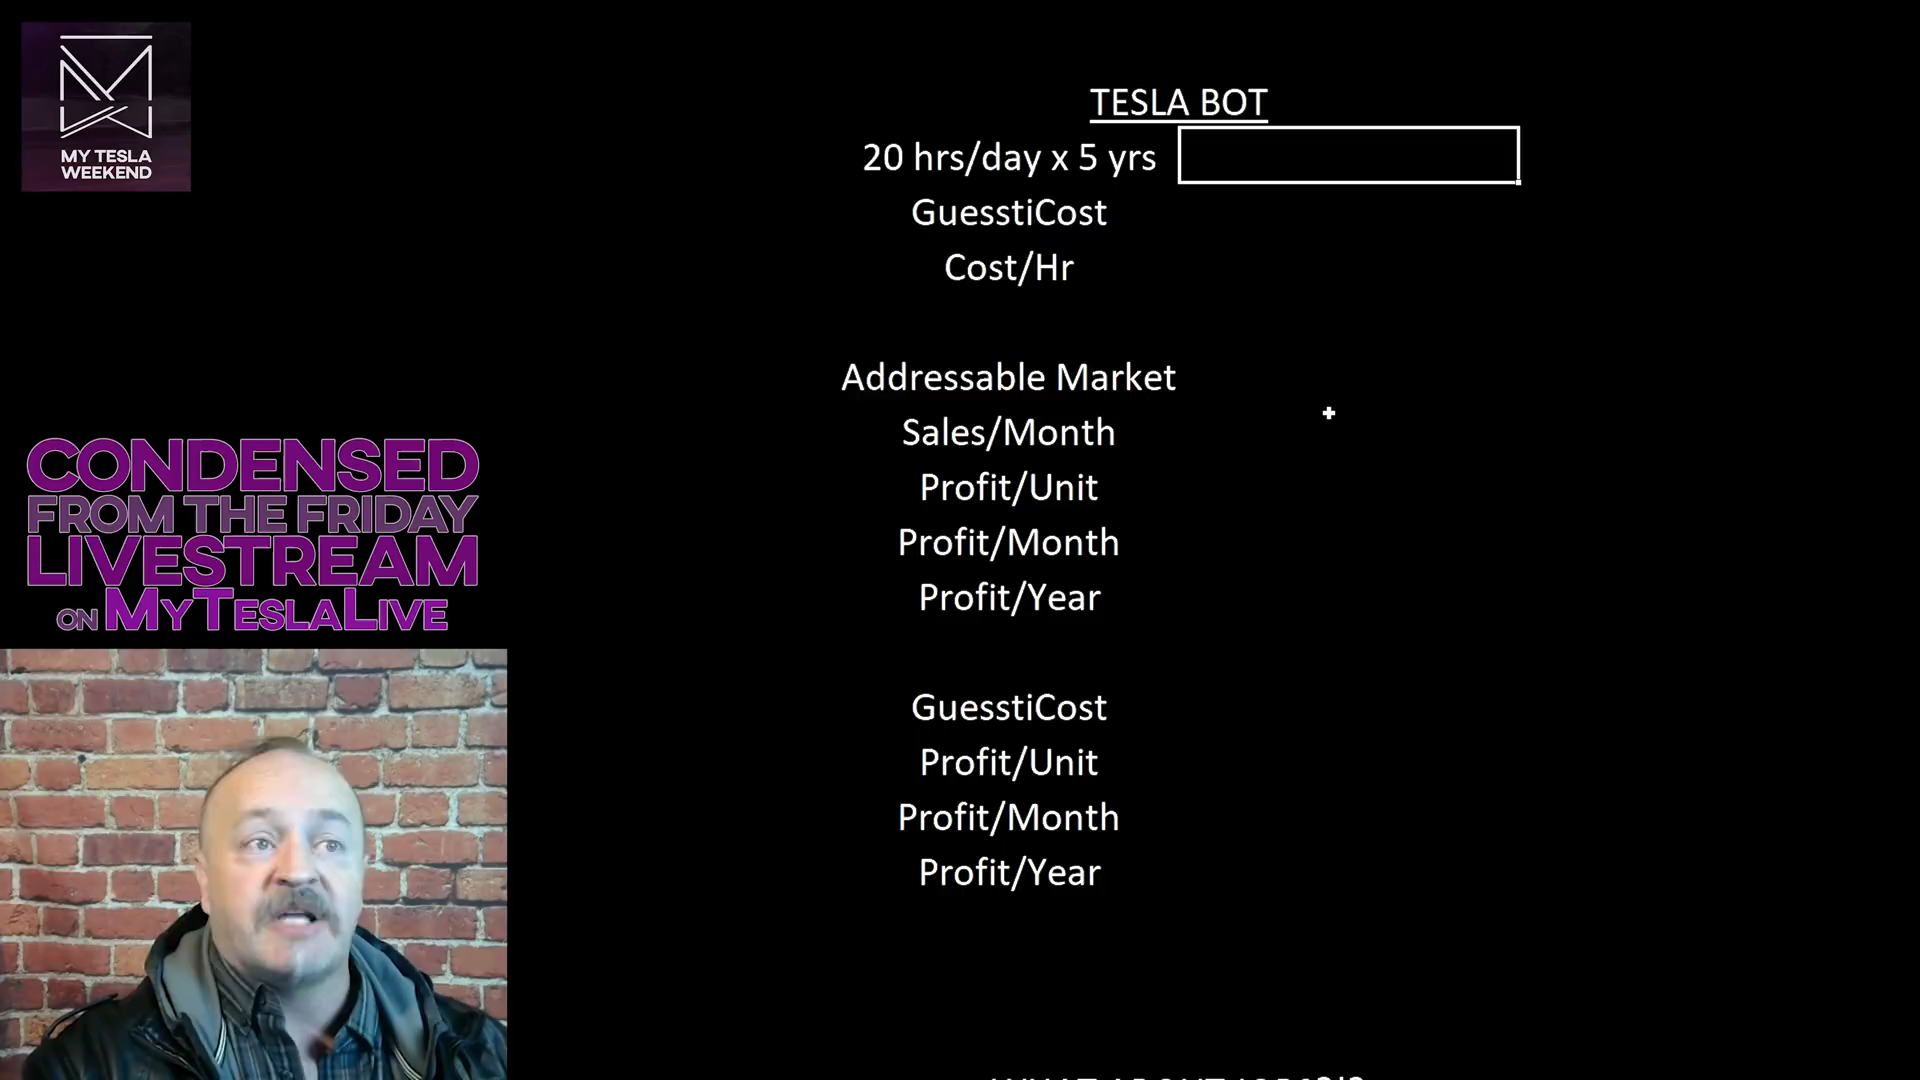 MY TESLA
WEEKEND
TESLA BOT
20 hrs/day x 5 yrs
GuesstiCost
Cost/Hr
Addressable Market
Sales/Month
Profit/Unit
Profit/Month
Profit/Year
GuesstiCost
Profit/Unit
Profit/Month
Profit/Year
CONDENSED
FROM THE FRIDAY
LIVESTREAM
ON MYTESLALIVE